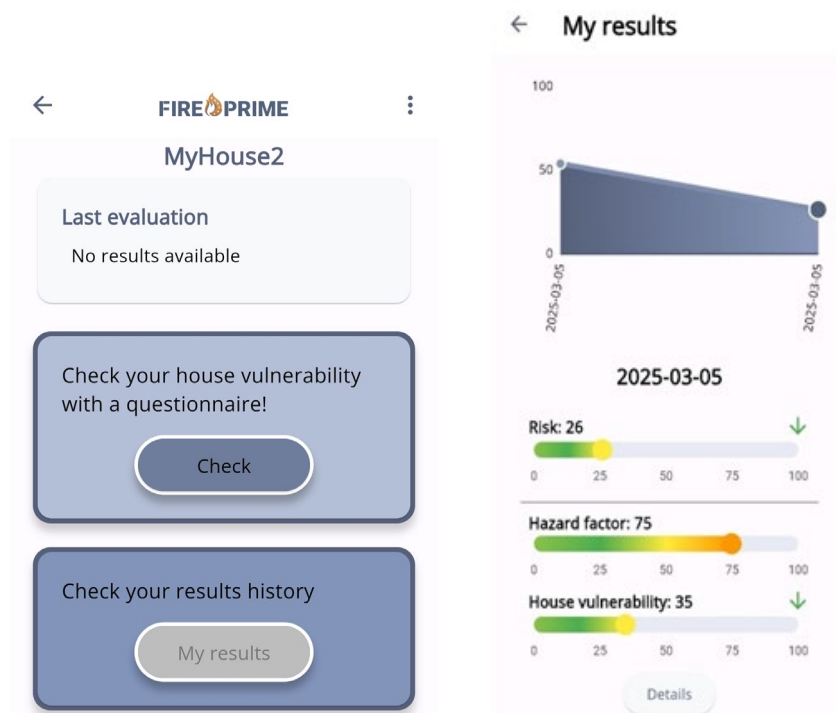 FIRE PRIME
MyHouse2
Last evaluation
No results available
Check your house vulnerability
with a questionnaire!
Check
Check your results history
My results
My results
100
50
0
2025-03-05
2025-03-05
2025-03-05
Risk: 26
0 25 50 75 100
Hazard factor: 75
0 25 50 75 100
House vulnerability: 35
0 25 50 75 100
Details